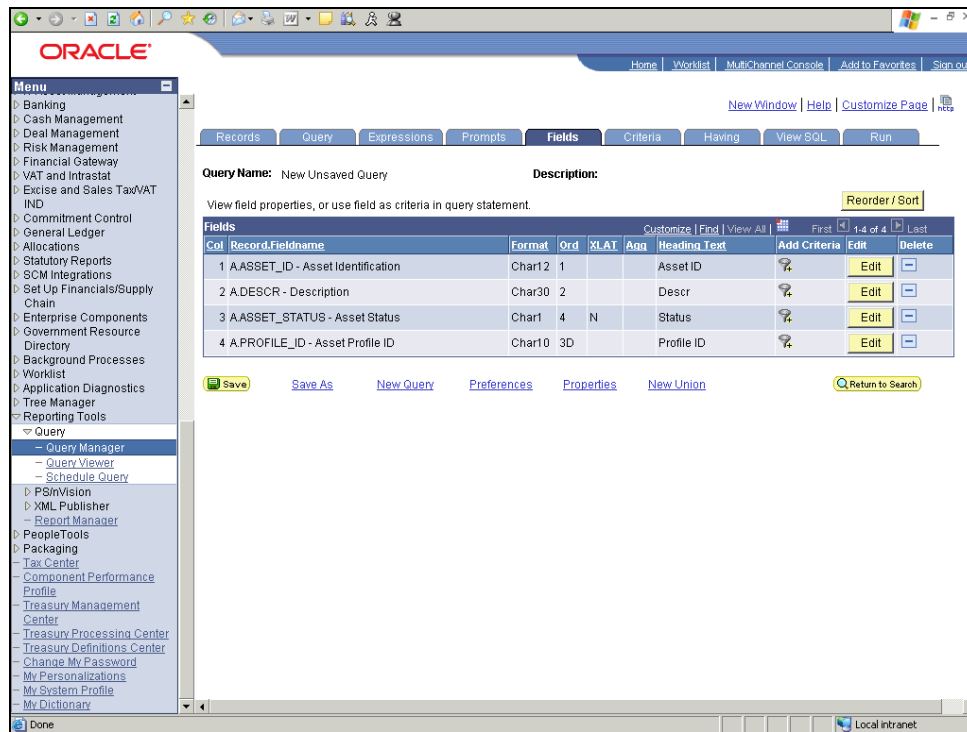 ORACLE
Home | Worklist | MultiChannel Console | Add to Favorites | Sign ou
Menu
Banking
Cash Management
Deal Management
Risk Management
Financial Gateway
VAT and Intrastat
Excise and Sales Tax/VAT
IND
Commitment Control
General Ledger
Allocations
Statutory Reports
SCM Integrations
Set Up Financials/Supply
Chain
Enterprise Components
Government Resource
Directory
Background Processes
Worklist
Application Diagnostics
Tree Manager
Reporting Tools
Query
Query Manager
Query Viewer
Schedule Query
PS/nVision
XML Publisher
Report Manager
PeopleTools
Packaging
Tax Center
Component Performance
Profile
Treasury Management
Center
Treasury Processing Center
Treasury Definitions Center
Change My Password
My Personalizations
My System Profile
My Dictionary
New Window | Help | Customize Page | http
Records Query Expressions Prompts Fields Criteria Having View SQL Run
Query Name: New Unsaved Query Description:
View field properties, or use field as criteria in query statement.
Reorder / Sort
Fields Customize | Find | View All | First 1-4 of 4 Last
Col Record.Fieldname Format Ord XLAT Agg Heading Text Add Criteria Edit Delete
1 A.ASSET_ID - Asset Identification Char12 1 Asset ID Edit
2 A.DESCR - Description Char30 2 Descr Edit
3 A.ASSET_STATUS - Asset Status Char1 4 N Status Edit
4 A.PROFILE_ID - Asset Profile ID Char10 3D Profile ID Edit
Save Save As New Query Preferences Properties New Union Return to Search
Done Local intranet